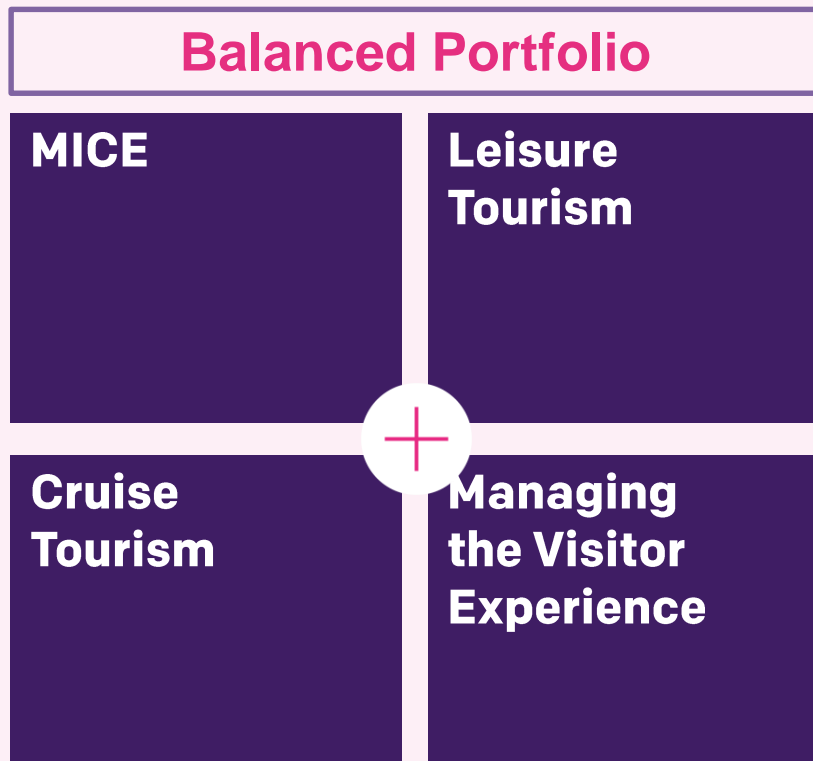 Balanced Portfolio
MICE
Leisure
Tourism
Cruise
Tourism
Managing
the Visitor
Experience